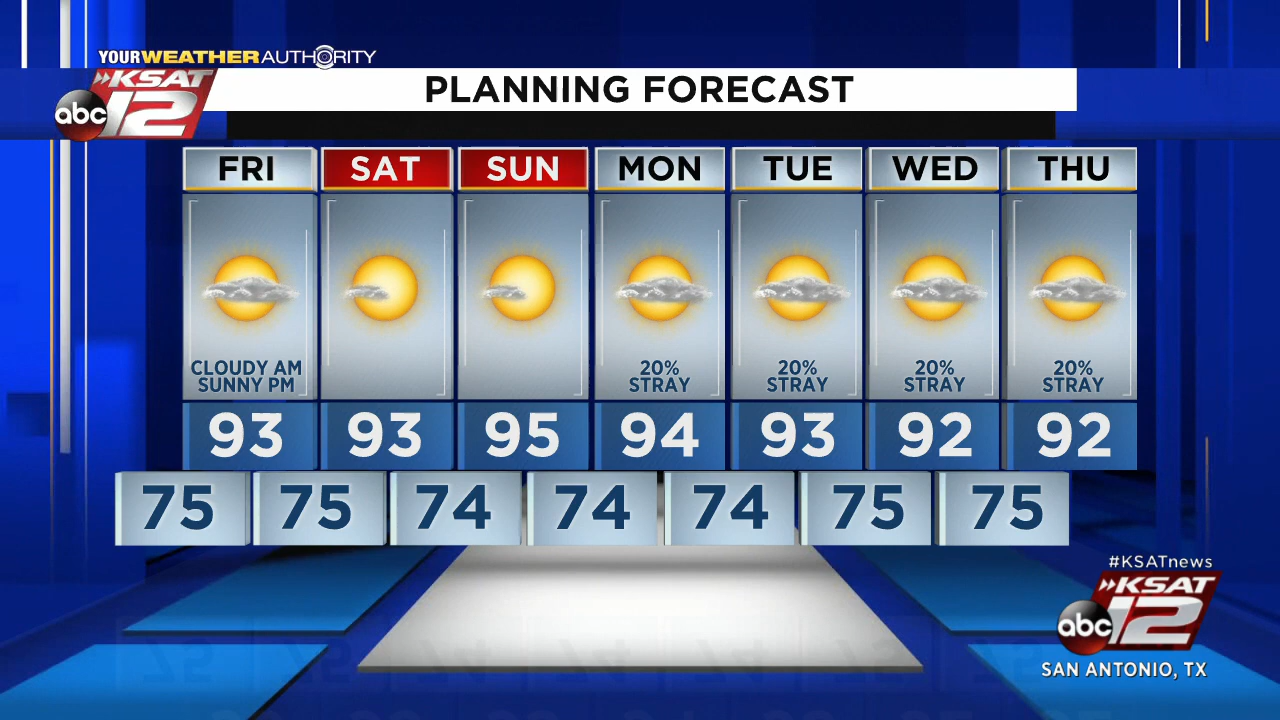 YOURWEATHERAUTHORITY
KSAT
abc 12
PLANNING FORECAST
FRI SAT SUN MON TUE WED THU
CLOUDY AM
SUNNY PM
20% 20% 20% 20%
STRAY STRAY STRAY STRAY
93 93 95 94 93 92 92
75 75 74 74 74 75 75
#KSATnews
KSAT
abc 12
SAN ANTONIO, TX